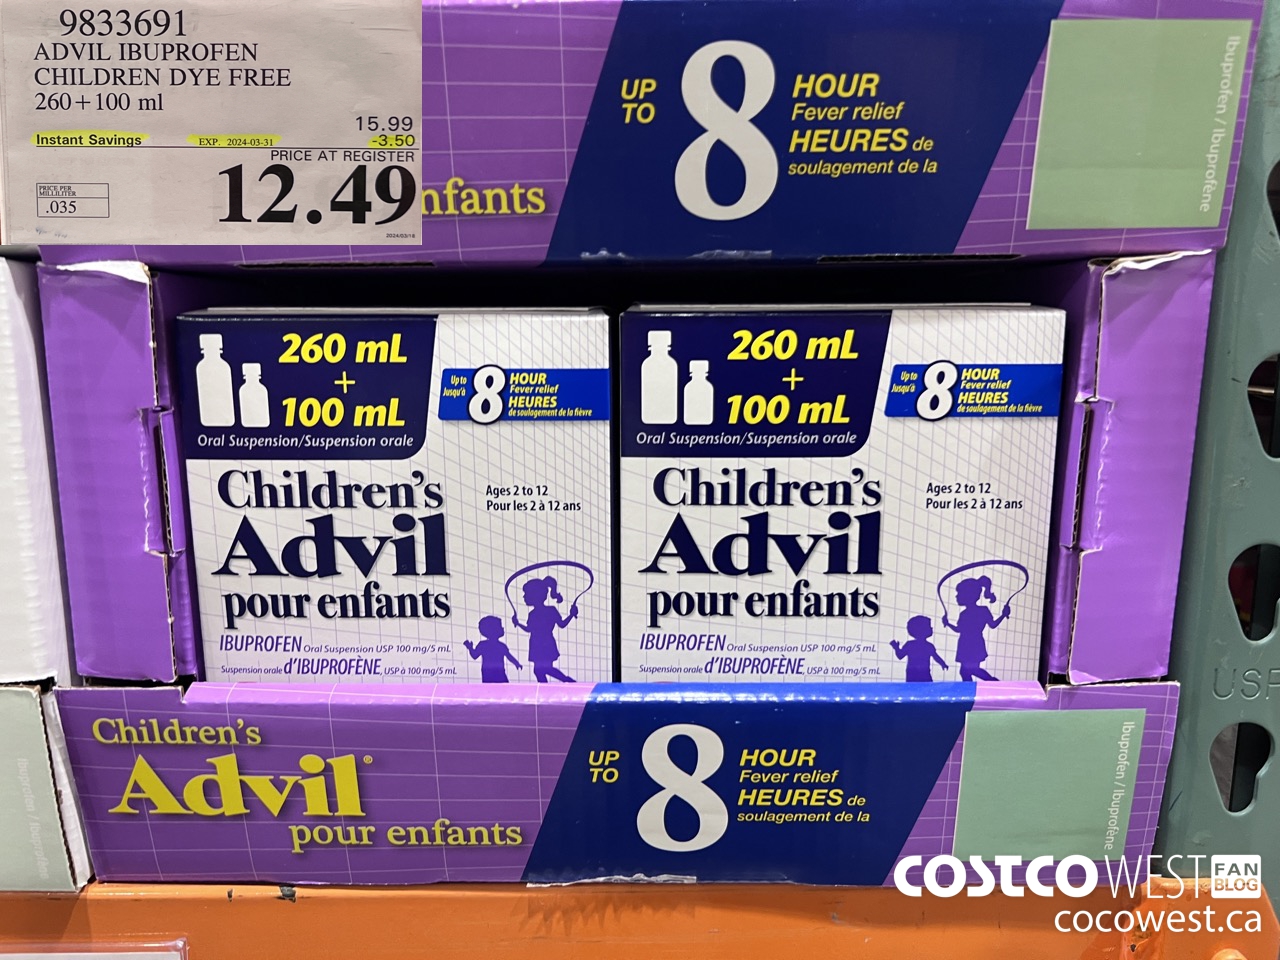 9833691
ADVIL IBUPROFEN
CHILDREN DYE FREE
260+100 ml
15.99
Instant Savings EXP. 2024-03-31 -3.50
PRICE AT REGISTER
12.49
PRICE PER
MILLILITER
.035
2024/03/18
nfants
UP
TO
8
HOUR
Fever relief
HEURES de
soulagement de la
Ibuprofen / Ibuprofène
260 mL
+
100 mL
Oral Suspension/Suspension orale
Up to
Jusqu'à
8
HOUR
Fever relief
HEURES
de soulagement de la fièvre
Children's
Advil
pour enfants
Ages 2 to 12
Pour les 2 à 12 ans
IBUPROFEN Oral Suspension USP 100 mg/5 mL
Suspension orale d'IBUPROFÈNE, USP à 100 mg/5 mL
260 mL
+
100 mL
Oral Suspension/Suspension orale
Up to
Jusqu'à
8
HOUR
Fever relief
HEURES
de soulagement de la fièvre
Children's
Advil
pour enfants
Ages 2 to 12
Pour les 2 à 12 ans
IBUPROFEN Oral Suspension USP 100 mg/5 mL
Suspension orale d'IBUPROFÈNE, USP à 100 mg/5 mL
Children's
Advil®
pour enfants
UP
TO
8
HOUR
Fever relief
HEURES de
soulagement de la
Ibuprofen / Ibuprofène
Ibuprofen / Ibuprofène
USP
COSTCO WEST FAN
BLOG
cocowest.ca